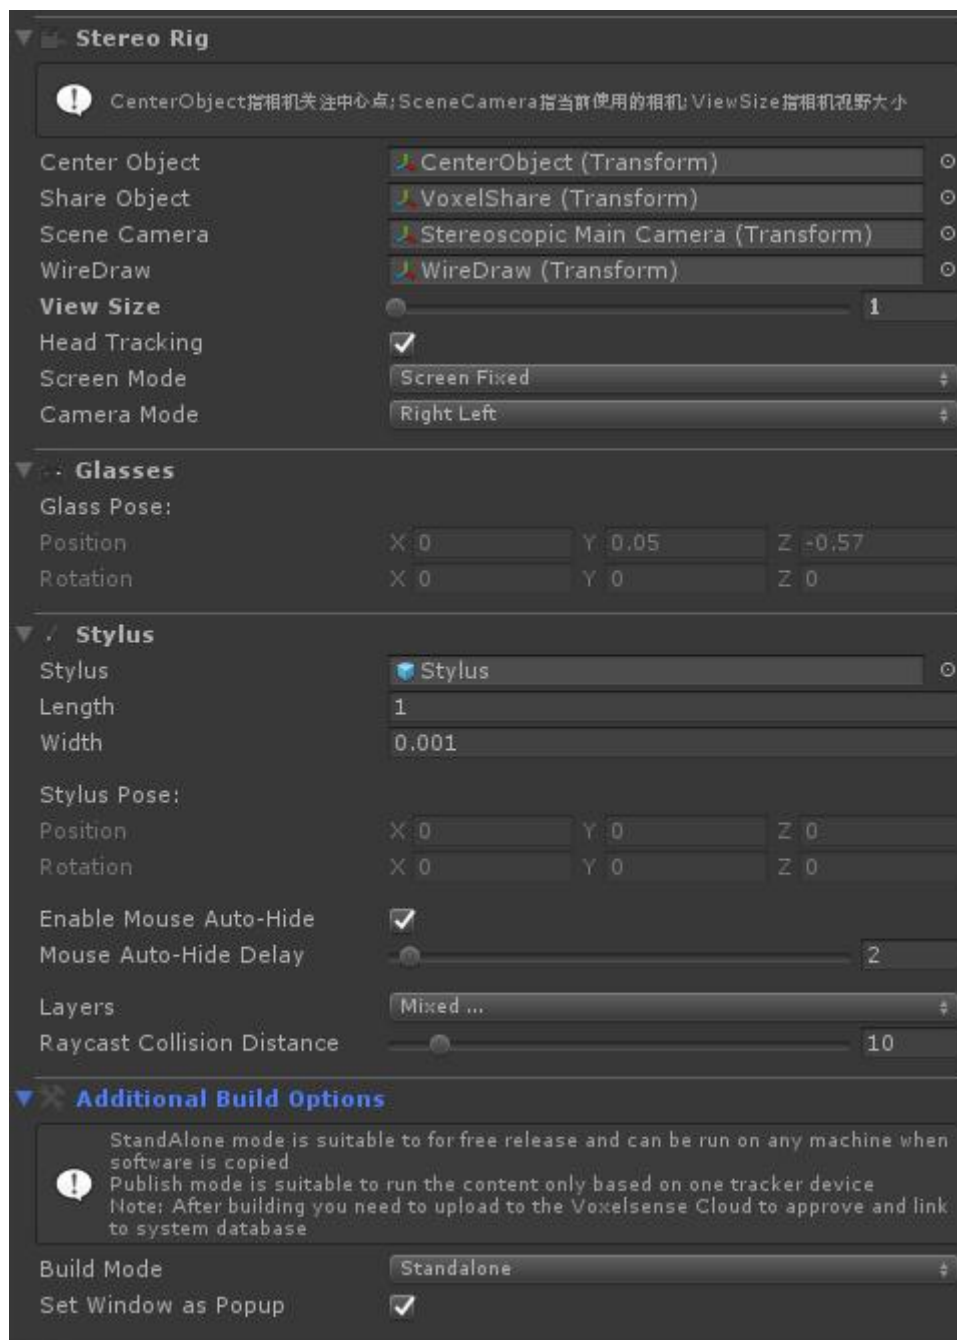 Stereo Rig
CenterObject指相机关注中心点;SceneCamera指当前使用的相机;ViewSize指相机视野大小
Center Object CenterObject (Transform)
Share Object VoxelShare (Transform)
Scene Camera Stereoscopic Main Camera (Transform)
WireDraw WireDraw (Transform)
View Size 1
Head Tracking
Screen Mode Screen Fixed
Camera Mode Right Left
Glasses
Glass Pose:
Position X 0 Y 0.05 Z -0.57
Rotation X 0 Y 0 Z 0
Stylus
Stylus Stylus
Length 1
Width 0.001
Stylus Pose:
Position X 0 Y 0 Z 0
Rotation X 0 Y 0 Z 0
Enable Mouse Auto-Hide
Mouse Auto-Hide Delay 2
Layers Mixed ...
Raycast Collision Distance 10
Additional Build Options
StandAlone mode is suitable to for free release and can be run on any machine when
software is copied
Publish mode is suitable to run the content only based on one tracker device
Note: After building you need to upload to the Voxelsense Cloud to approve and link
to system database
Build Mode Standalone
Set Window as Popup